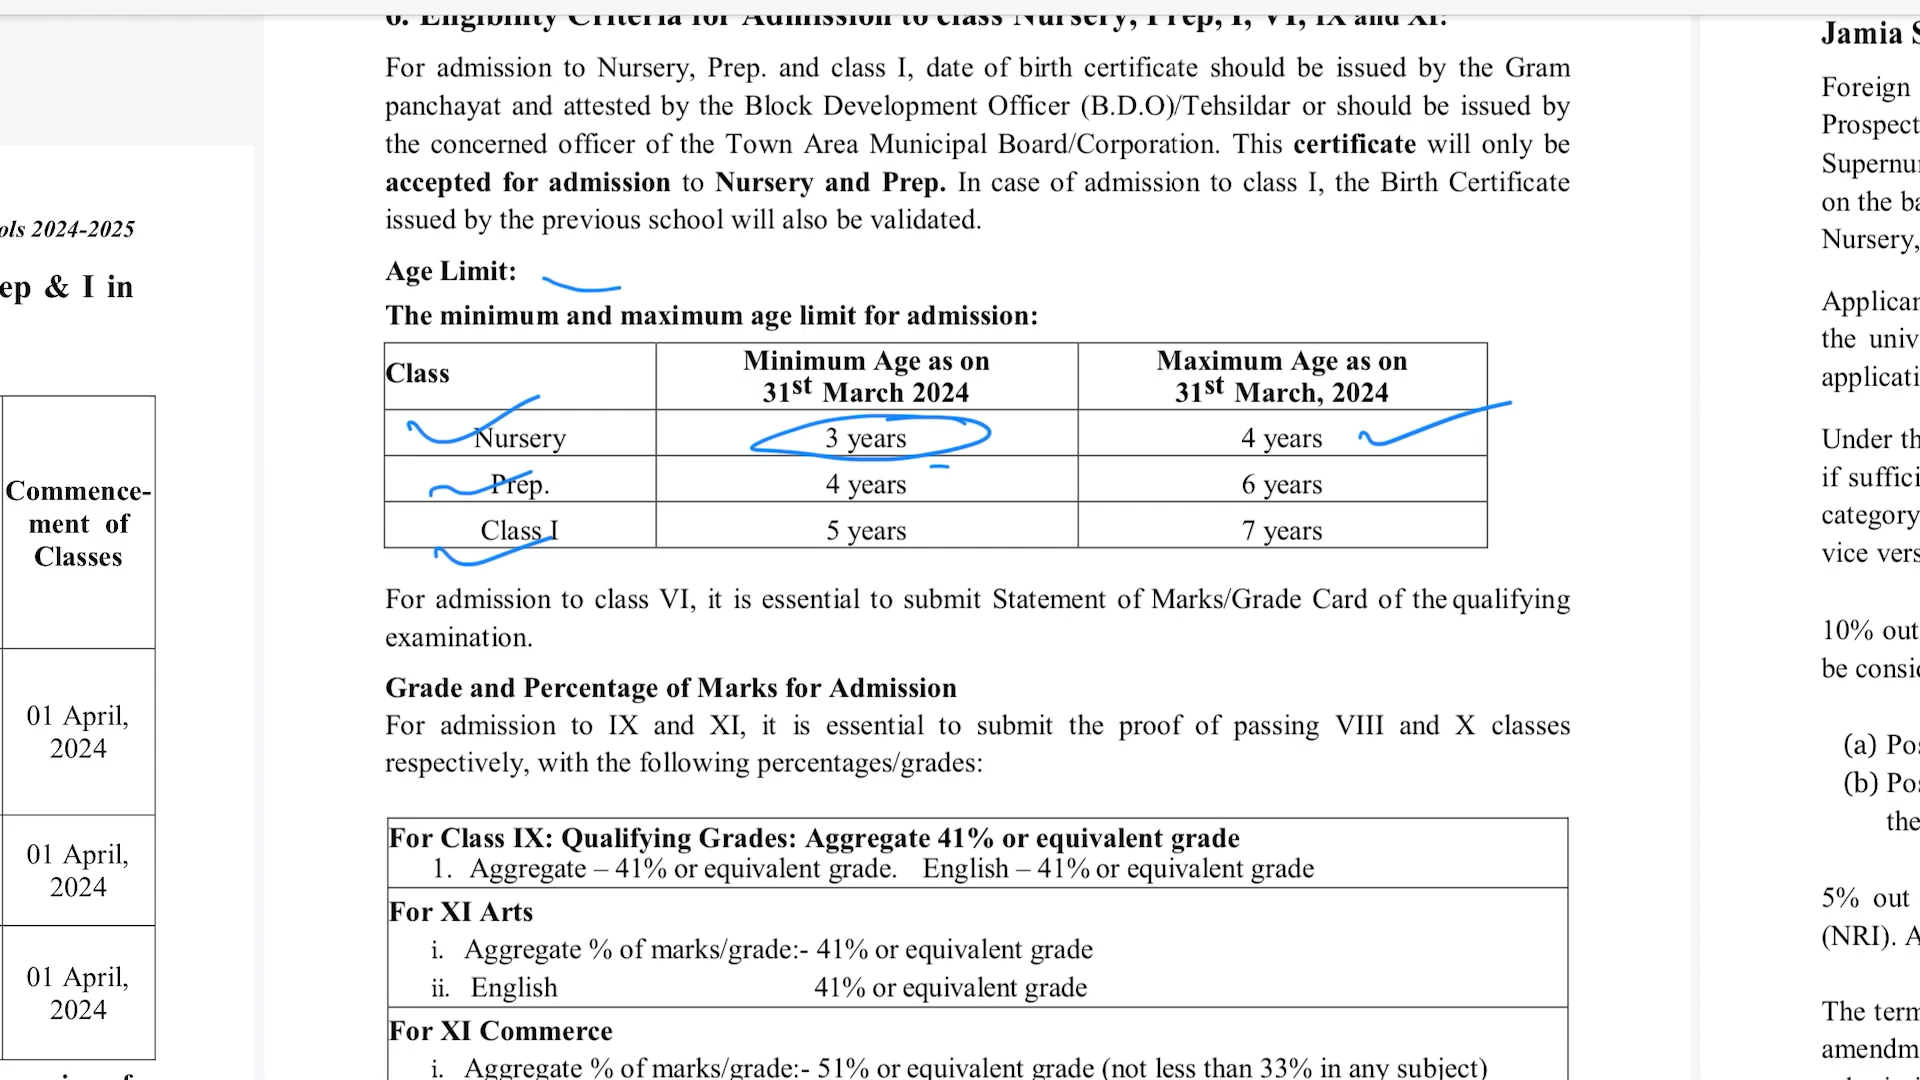 6. Eligibility Criteria for Admission to class Nursery, Prep, I, VI, IX and XI:
For admission to Nursery, Prep. and class I, date of birth certificate should be issued by the Gram
panchayat and attested by the Block Development Officer (B.D.O)/Tehsildar or should be issued by
the concerned officer of the Town Area Municipal Board/Corporation. This certificate will only be
accepted for admission to Nursery and Prep. In case of admission to class I, the Birth Certificate
issued by the previous school will also be validated.
Age Limit:
The minimum and maximum age limit for admission:
Class
Minimum Age as on
31st March 2024
Maximum Age as on
31st March, 2024
Nursery 3 years 4 years
Prep. 4 years 6 years
Class I 5 years 7 years
For admission to class VI, it is essential to submit Statement of Marks/Grade Card of the qualifying
examination.
Grade and Percentage of Marks for Admission
For admission to IX and XI, it is essential to submit the proof of passing VIII and X classes
respectively, with the following percentages/grades:
For Class IX: Qualifying Grades: Aggregate 41% or equivalent grade
1. Aggregate – 41% or equivalent grade. English – 41% or equivalent grade
For XI Arts
i. Aggregate % of marks/grade:- 41% or equivalent grade
ii. English 41% or equivalent grade
For XI Commerce
i. Aggregate % of marks/grade:- 51% or equivalent grade (not less than 33% in any subject)
2024-2025
& I in
Commence-
ment of
Classes
01 April,
2024
01 April,
2024
01 April,
2024
Jamia
Foreign
on the
Nursery,
the
if
category
vice
10% out
be
(a)
(b)
5% out
(NRI).
The